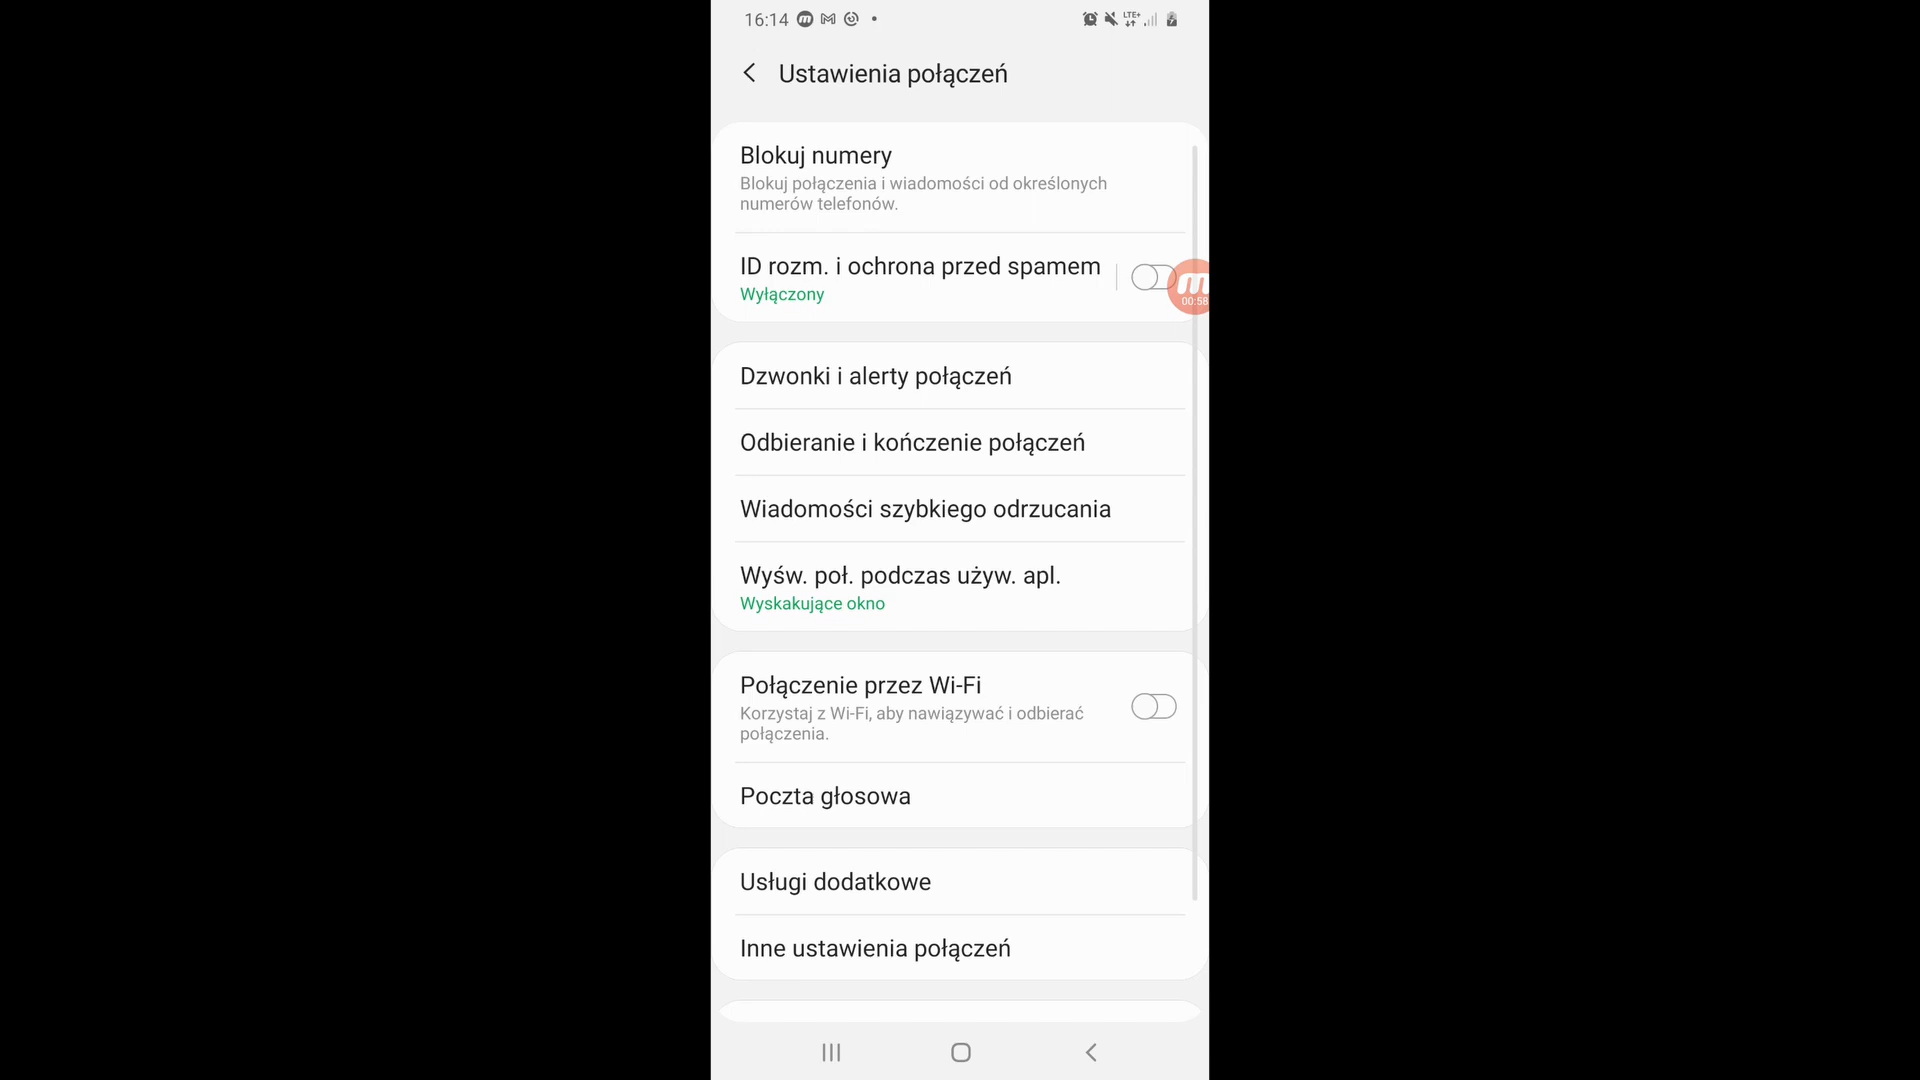 16:14
LTE+
Ustawienia połączeń
Blokuj numery
Blokuj połączenia i wiadomości od określonych
numerów telefonów.
ID rozm. i ochrona przed spamem
Wyłączony
00:58
Dzwonki i alerty połączeń
Odbieranie i kończenie połączeń
Wiadomości szybkiego odrzucania
Wyśw. poł. podczas używ. apl.
Wyskakujące okno
Połączenie przez Wi-Fi
Korzystaj z Wi-Fi, aby nawiązywać i odbierać
połączenia.
Poczta głosowa
Usługi dodatkowe
Inne ustawienia połączeń